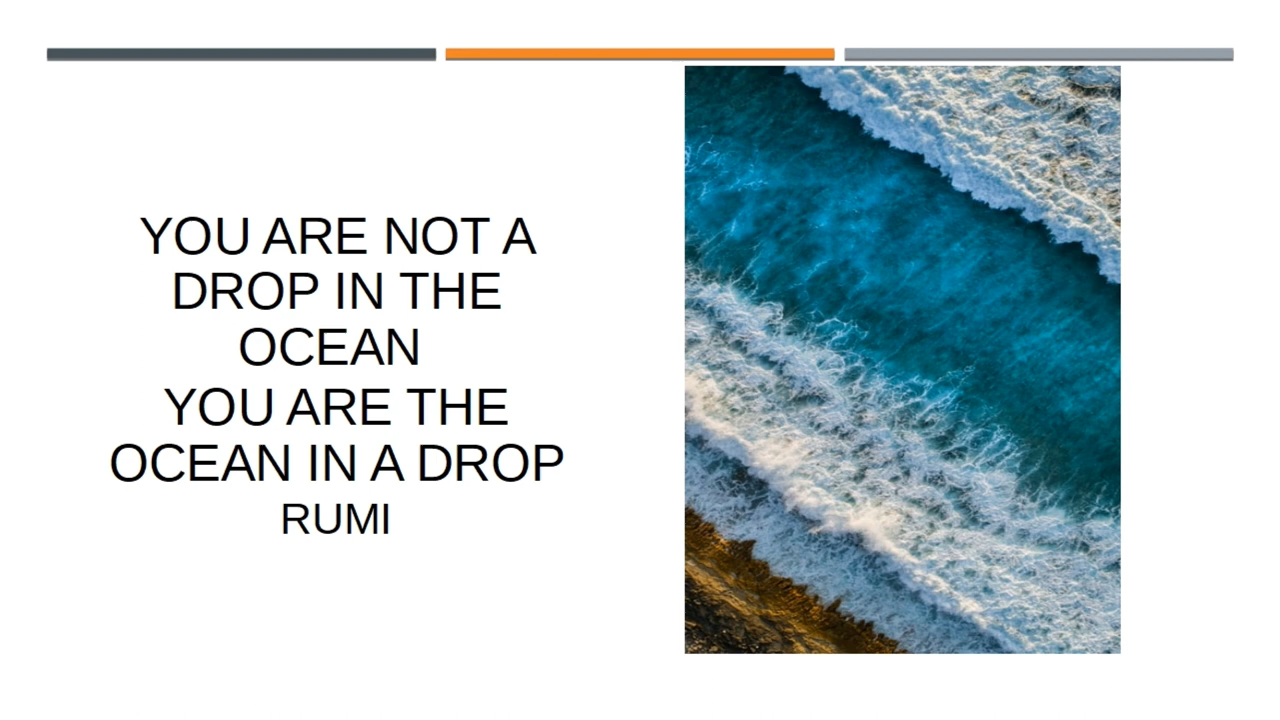 YOU ARE NOT A
DROP IN THE
OCEAN
YOU ARE THE
OCEAN IN A DROP
RUMI